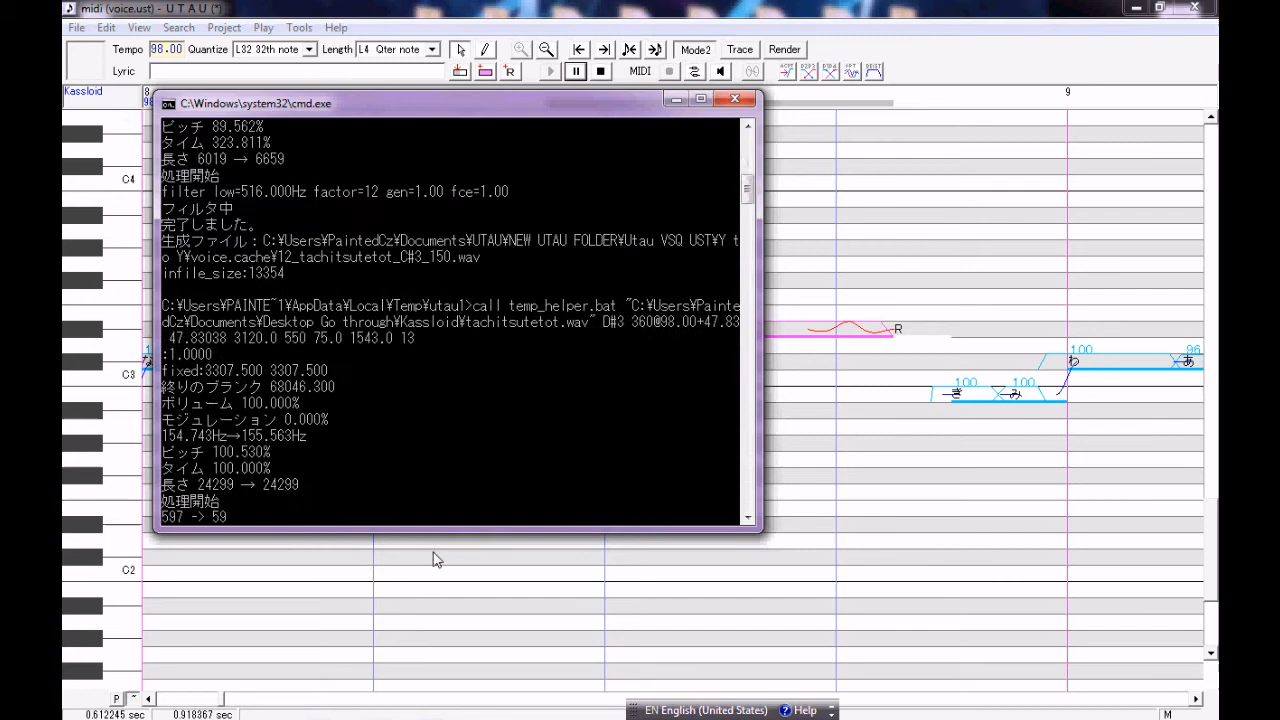 midi (voice.ust) - U T A U (*)
File Edit View Search Project Play Tools Help
Tempo 98.00 Quantize L32 32th note Length L4 Qter note Mode2 Trace Render
Lyric
MIDI
Kassloid
8
9
C:\Windows\system32\cmd.exe
ピッチ 89.562%
タイム 323.811%
長さ 6019 → 6659
処理開始
filter low=516.000Hz factor=12 gen=1.00 fce=1.00
フィルタ中
完了しました。
生成ファイル：C:¥Users¥PaintedCz¥Documents¥UTAU¥NEW UTAU FOLDER¥Utau VSQ UST¥Y t
o Y¥voice.cache¥12_tachitsutetot_C#3_150.wav
infile_size:13354
C:¥Users¥PAINTE~1¥AppData¥Local¥Temp¥utau1>call temp_helper.bat "C:¥Users¥Painte
dCz¥Documents¥Desktop Go through¥Kassloid¥tachitsutetot.wav" D#3 360@98.00+47.83
47.83038 3120.0 550 75.0 1543.0 13
:1.0000
fixed:3307.500 3307.500
終りのブランク 68046.300
ボリューム 100.000%
モジュレーション 0.000%
154.743Hz→155.563Hz
ピッチ 100.530%
タイム 100.000%
長さ 24299 → 24299
処理開始
597 -> 59
C4
C3
C2
R
100
96
わ
あ
100
100
ぎ
み
P
~
0.612245 sec
0.918367 sec
EN English (United States)
Help
M